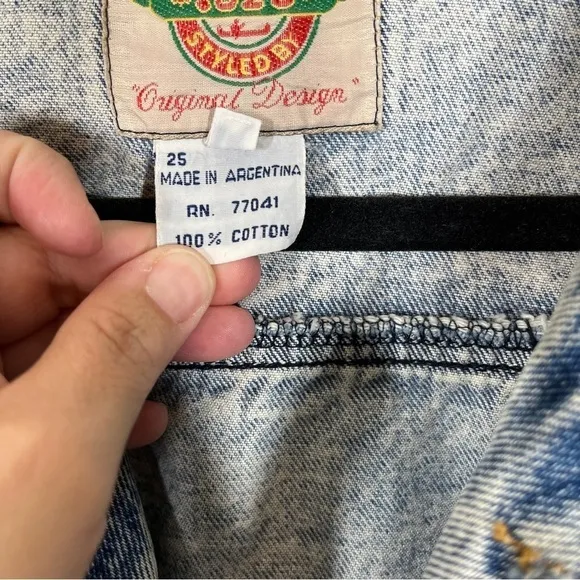 STYLED BY
"Original Design"
25
MADE IN ARGENTINA
RN. 77041
100% COTTON